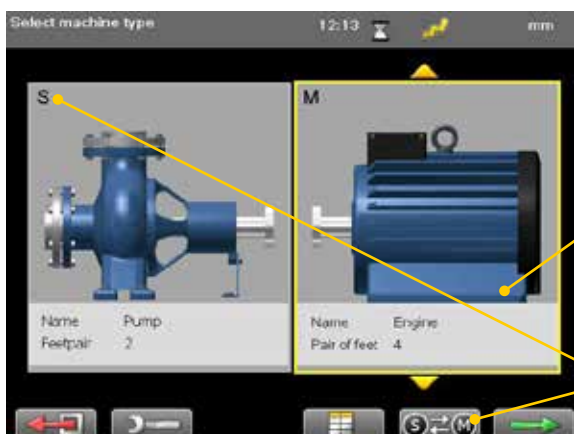 Select machine type 12:13 mm
S M
Name Pump
Feetpair 2
Name Engine
Pair of feet 4
S M